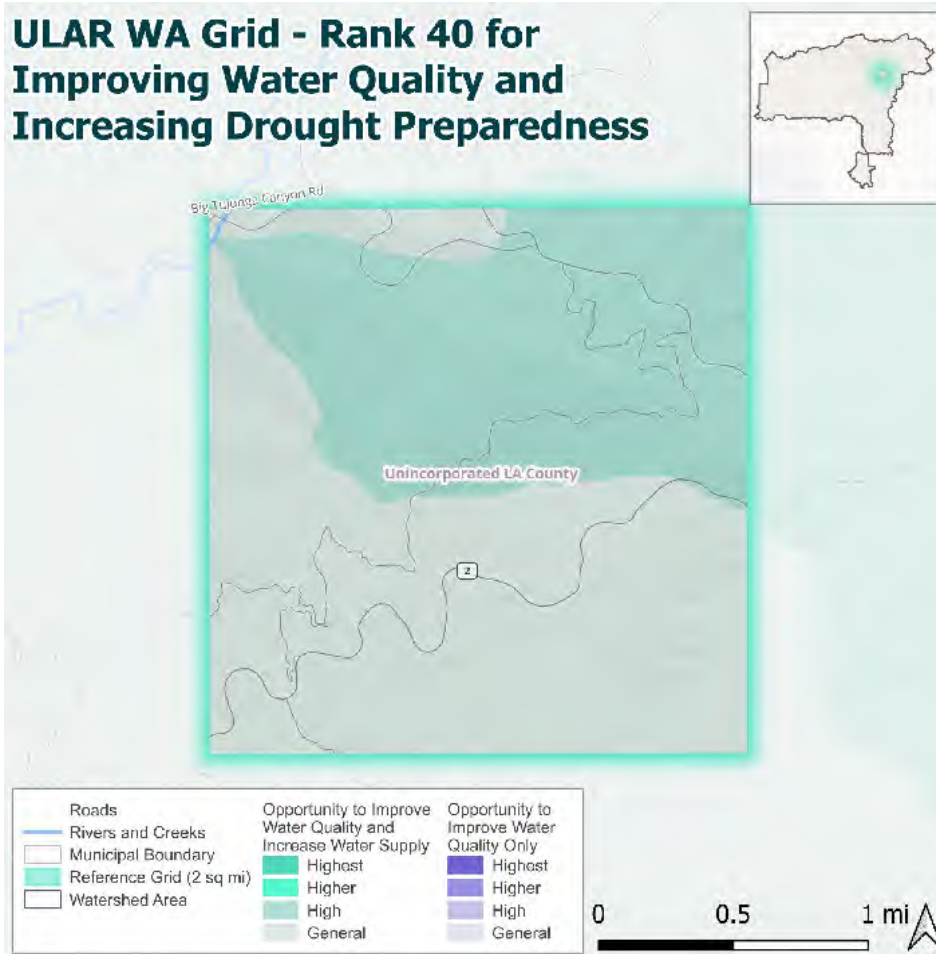 ULAR WA Grid - Rank 40 for
Improving Water Quality and
Increasing Drought Preparedness
Big Tujunga Canyon Rd
Unincorporated LA County
2
Roads
Rivers and Creeks
Municipal Boundary
Reference Grid (2 sq mi)
Watershed Area
Opportunity to Improve
Water Quality and
Increase Water Supply
Highest
Higher
High
General
Opportunity to
Improve Water
Quality Only
Highest
Higher
High
General
0 0.5 1 mi